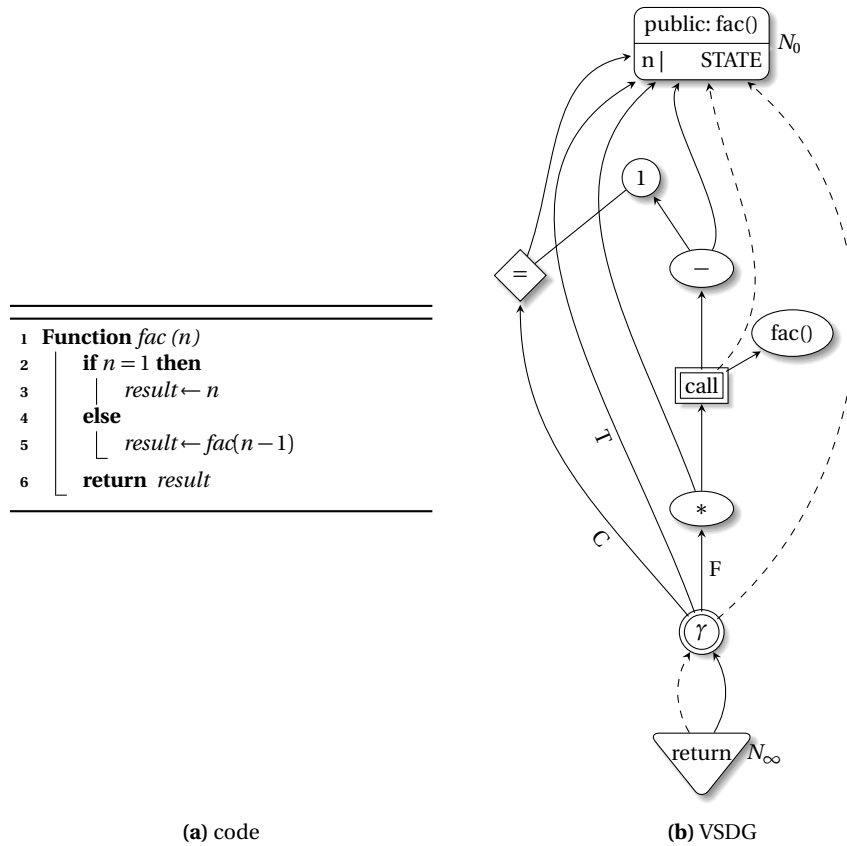 1 Function fac (n)
2 if n = 1 then
3 result ← n
4 else
5 result ← fac(n − 1)
6 return result
(a) code
public: fac()
n | STATE
N₀
1
=
−
fac()
call
T
*
C
F
γ
return
N∞
(b) VSDG